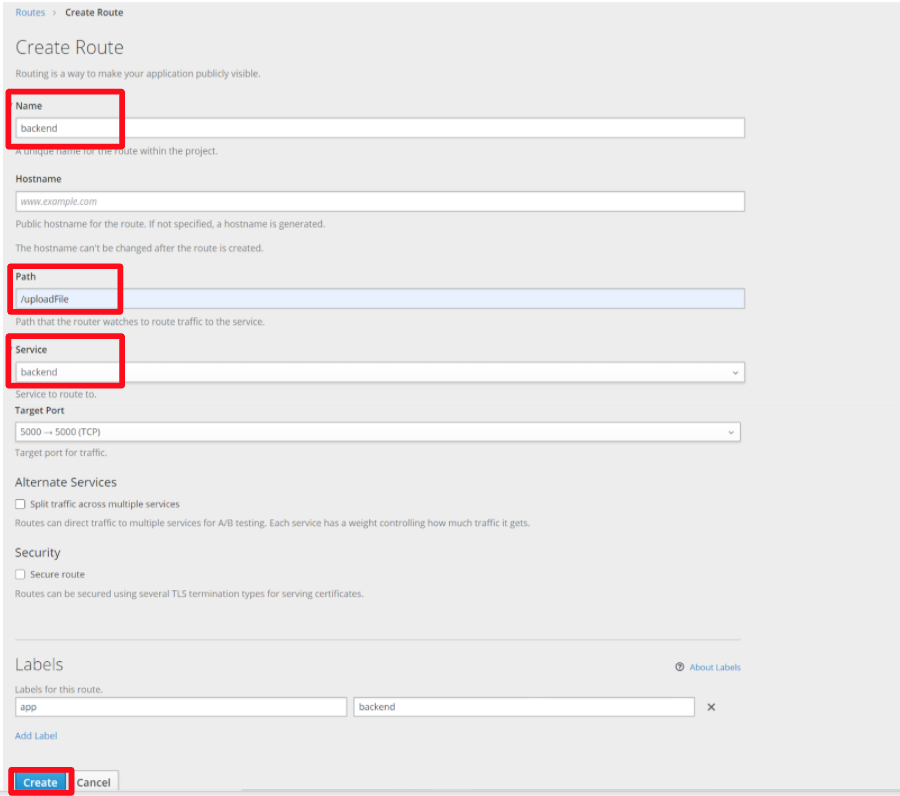 Routes > Create Route
Create Route
Routing is a way to make your application publicly visible.
Name
backend
A unique name for the route within the project.
Hostname
www.example.com
Public hostname for the route. If not specified, a hostname is generated.
The hostname can't be changed after the route is created.
Path
/uploadFile
Path that the router watches to route traffic to the service.
Service
backend
Service to route to.
Target Port
5000 → 5000 (TCP)
Target port for traffic.
Alternate Services
Split traffic across multiple services
Routes can direct traffic to multiple services for A/B testing. Each service has a weight controlling how much traffic it gets.
Security
Secure route
Routes can be secured using several TLS termination types for serving certificates.
Labels
About Labels
Labels for this route.
app backend
Add Label
Create Cancel